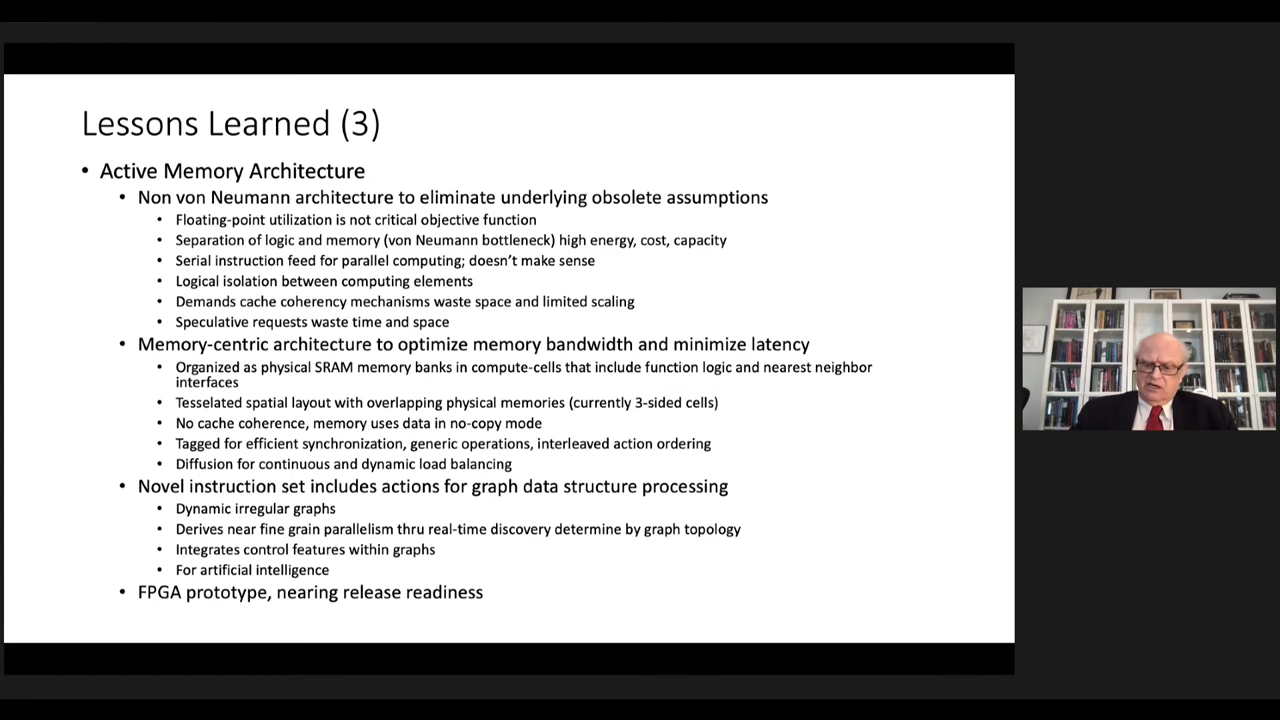 Lessons Learned (3)
• Active Memory Architecture
• Non von Neumann architecture to eliminate underlying obsolete assumptions
• Floating-point utilization is not critical objective function
• Separation of logic and memory (von Neumann bottleneck) high energy, cost, capacity
• Serial instruction feed for parallel computing; doesn’t make sense
• Logical isolation between computing elements
• Demands cache coherency mechanisms waste space and limited scaling
• Speculative requests waste time and space
• Memory-centric architecture to optimize memory bandwidth and minimize latency
• Organized as physical SRAM memory banks in compute-cells that include function logic and nearest neighbor
interfaces
• Tesselated spatial layout with overlapping physical memories (currently 3-sided cells)
• No cache coherence, memory uses data in no-copy mode
• Tagged for efficient synchronization, generic operations, interleaved action ordering
• Diffusion for continuous and dynamic load balancing
• Novel instruction set includes actions for graph data structure processing
• Dynamic irregular graphs
• Derives near fine grain parallelism thru real-time discovery determine by graph topology
• Integrates control features within graphs
• For artificial intelligence
• FPGA prototype, nearing release readiness